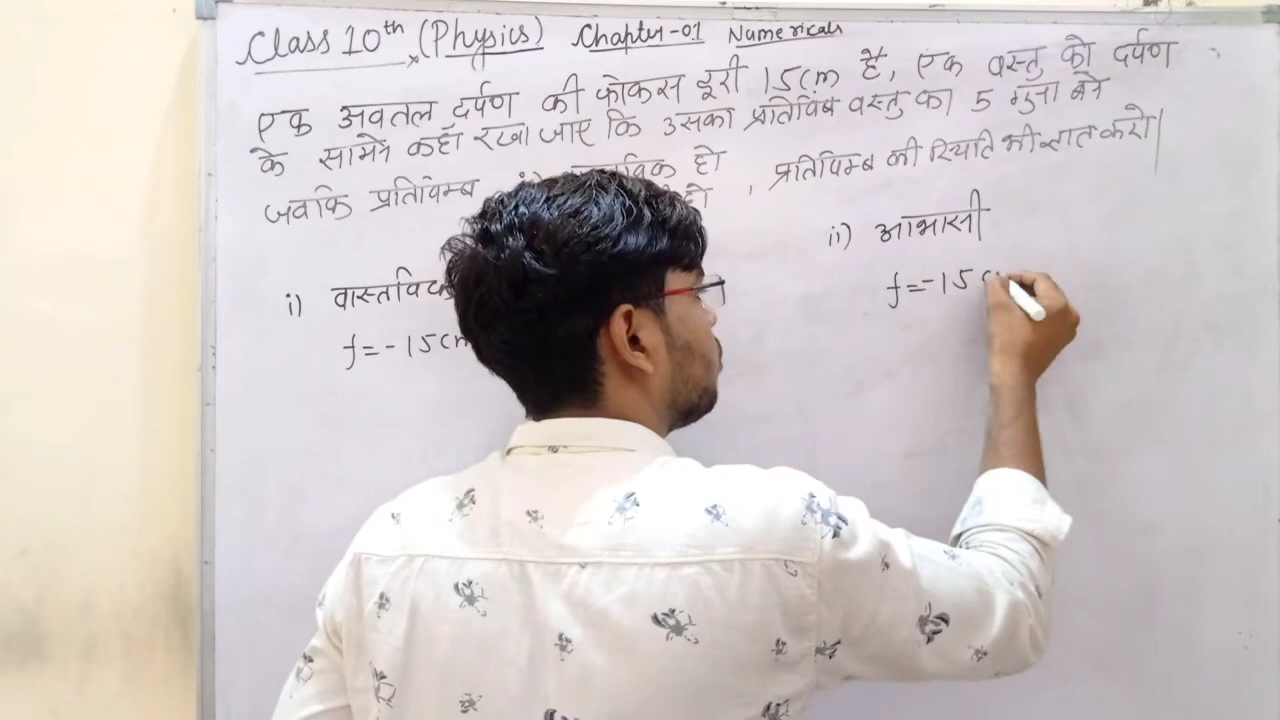 Class 10th (Physics) Chapter-01 Numericals
एक अवतल दर्पण की फोकस दूरी 15cm है, एक वस्तु को दर्पण
के सामने कहाँ रखा जाए कि उसका प्रतिबिंब वस्तु का 5 गुना बने
जबकि प्रतिबिम्ब हो
हो , प्रतिबिम्ब की स्थिति भी ज्ञात करो।
i) वास्तविक
f=-15cm
ii) आभासी
f=-15